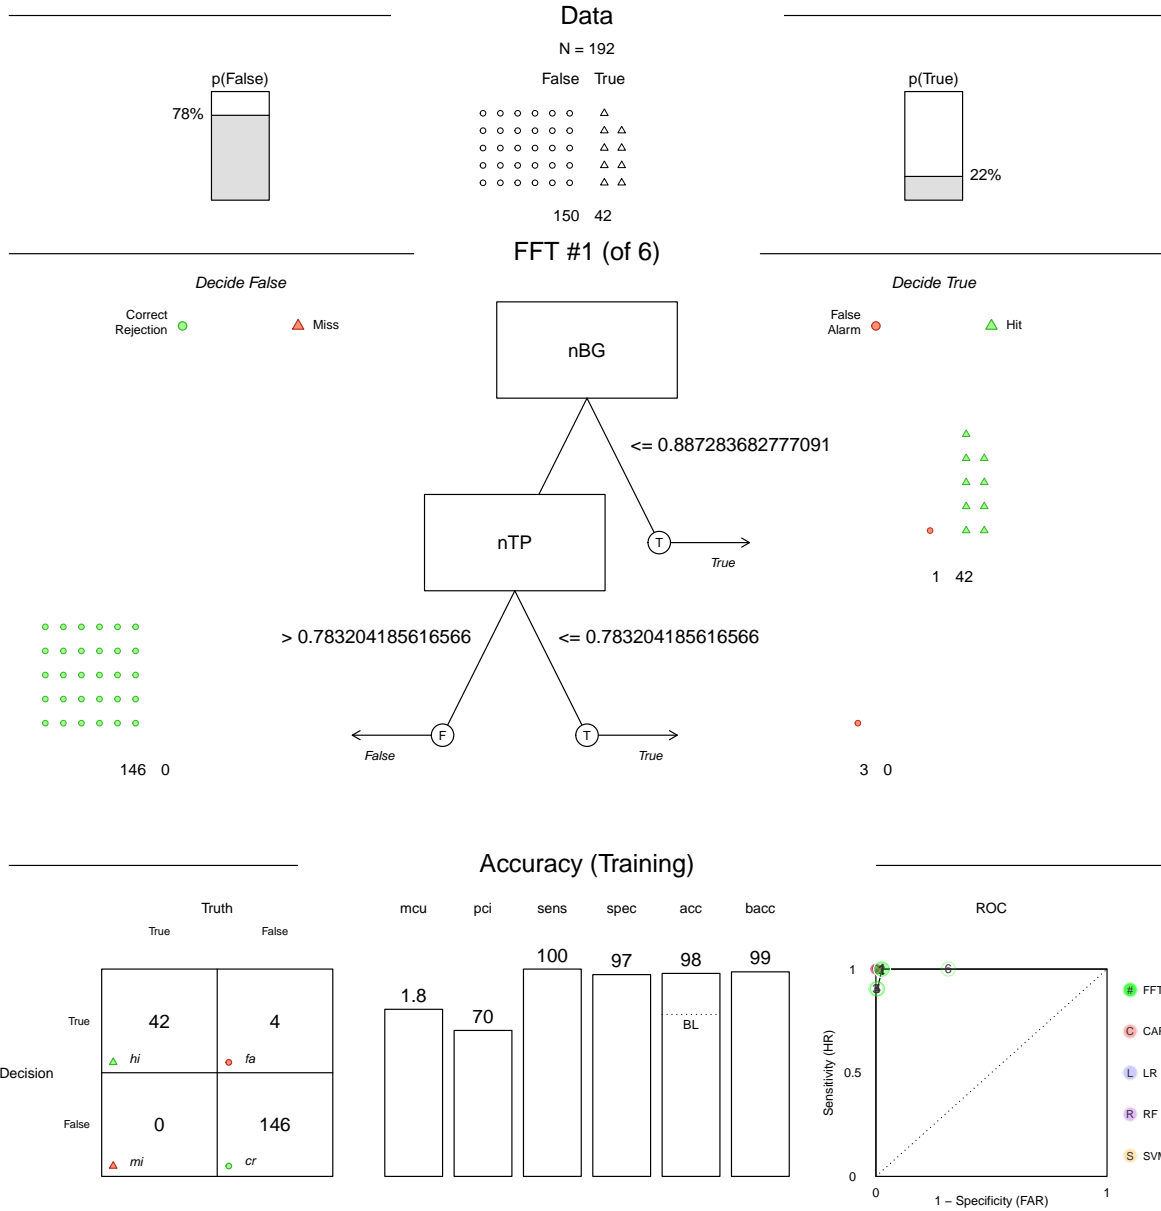 Data
N = 192
p(False)
False True
p(True)
78%
22%
150 42
FFT #1 (of 6)
Decide False
Decide True
Correct
Rejection
Miss
False
Alarm
Hit
nBG
<= 0.887283682777091
nTP
T
True
1 42
> 0.783204185616566
<= 0.783204185616566
F
False
T
True
146 0
3 0
Accuracy (Training)
Truth
True
False
Decision
True
42
hi
4
fa
False
0
mi
146
cr
mcu pci sens spec acc bacc
1.8
70
100
97
98
BL
99
ROC
6
1
0.5
0
Sensitivity (HR)
0
1
1 – Specificity (FAR)
# FFT
C CAR
L LR
R RF
S SVM